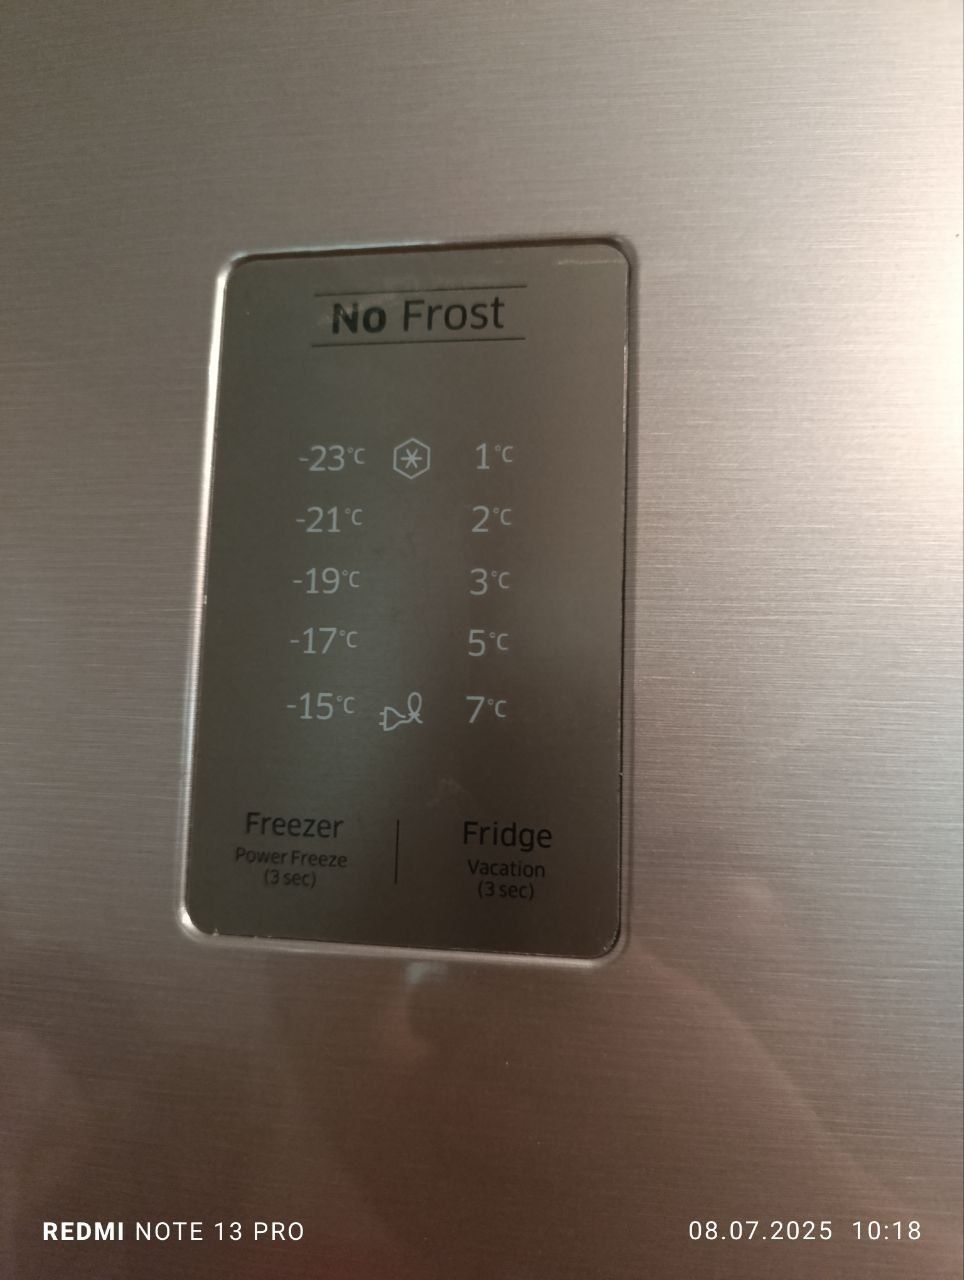 No Frost
-23°C 1°C
-21°C 2°C
-19°C 3°C
-17°C 5°C
-15°C 7°C
Freezer
Power Freeze
(3 sec)
Fridge
Vacation
(3 sec)
REDMI NOTE 13 PRO
08.07.2025 10:18